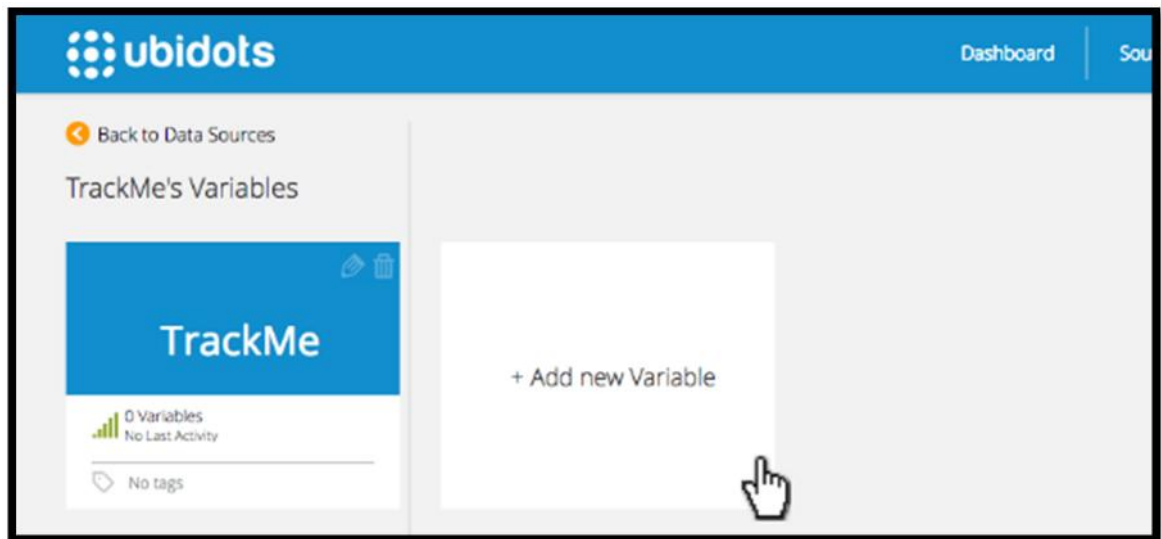 ubidots
Dashboard
Sou
Back to Data Sources
TrackMe's Variables
TrackMe
0 Variables
No Last Activity
No tags
+ Add new Variable